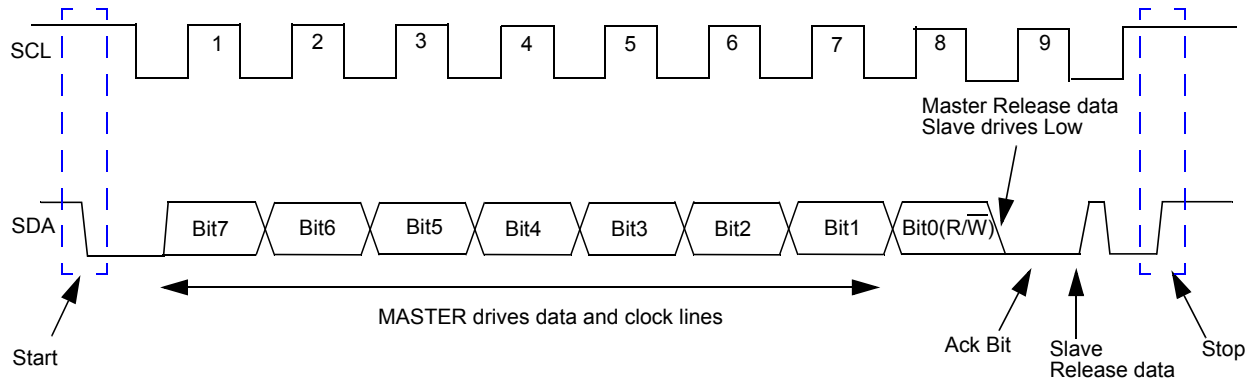 SCL
1
2
3
4
5
6
7
8
9
Master Release data
Slave drives Low
SDA
Bit7
Bit6
Bit5
Bit4
Bit3
Bit2
Bit1
Bit0(R/W̅)
MASTER drives data and clock lines
Start
Ack Bit
Slave
Release data
Stop